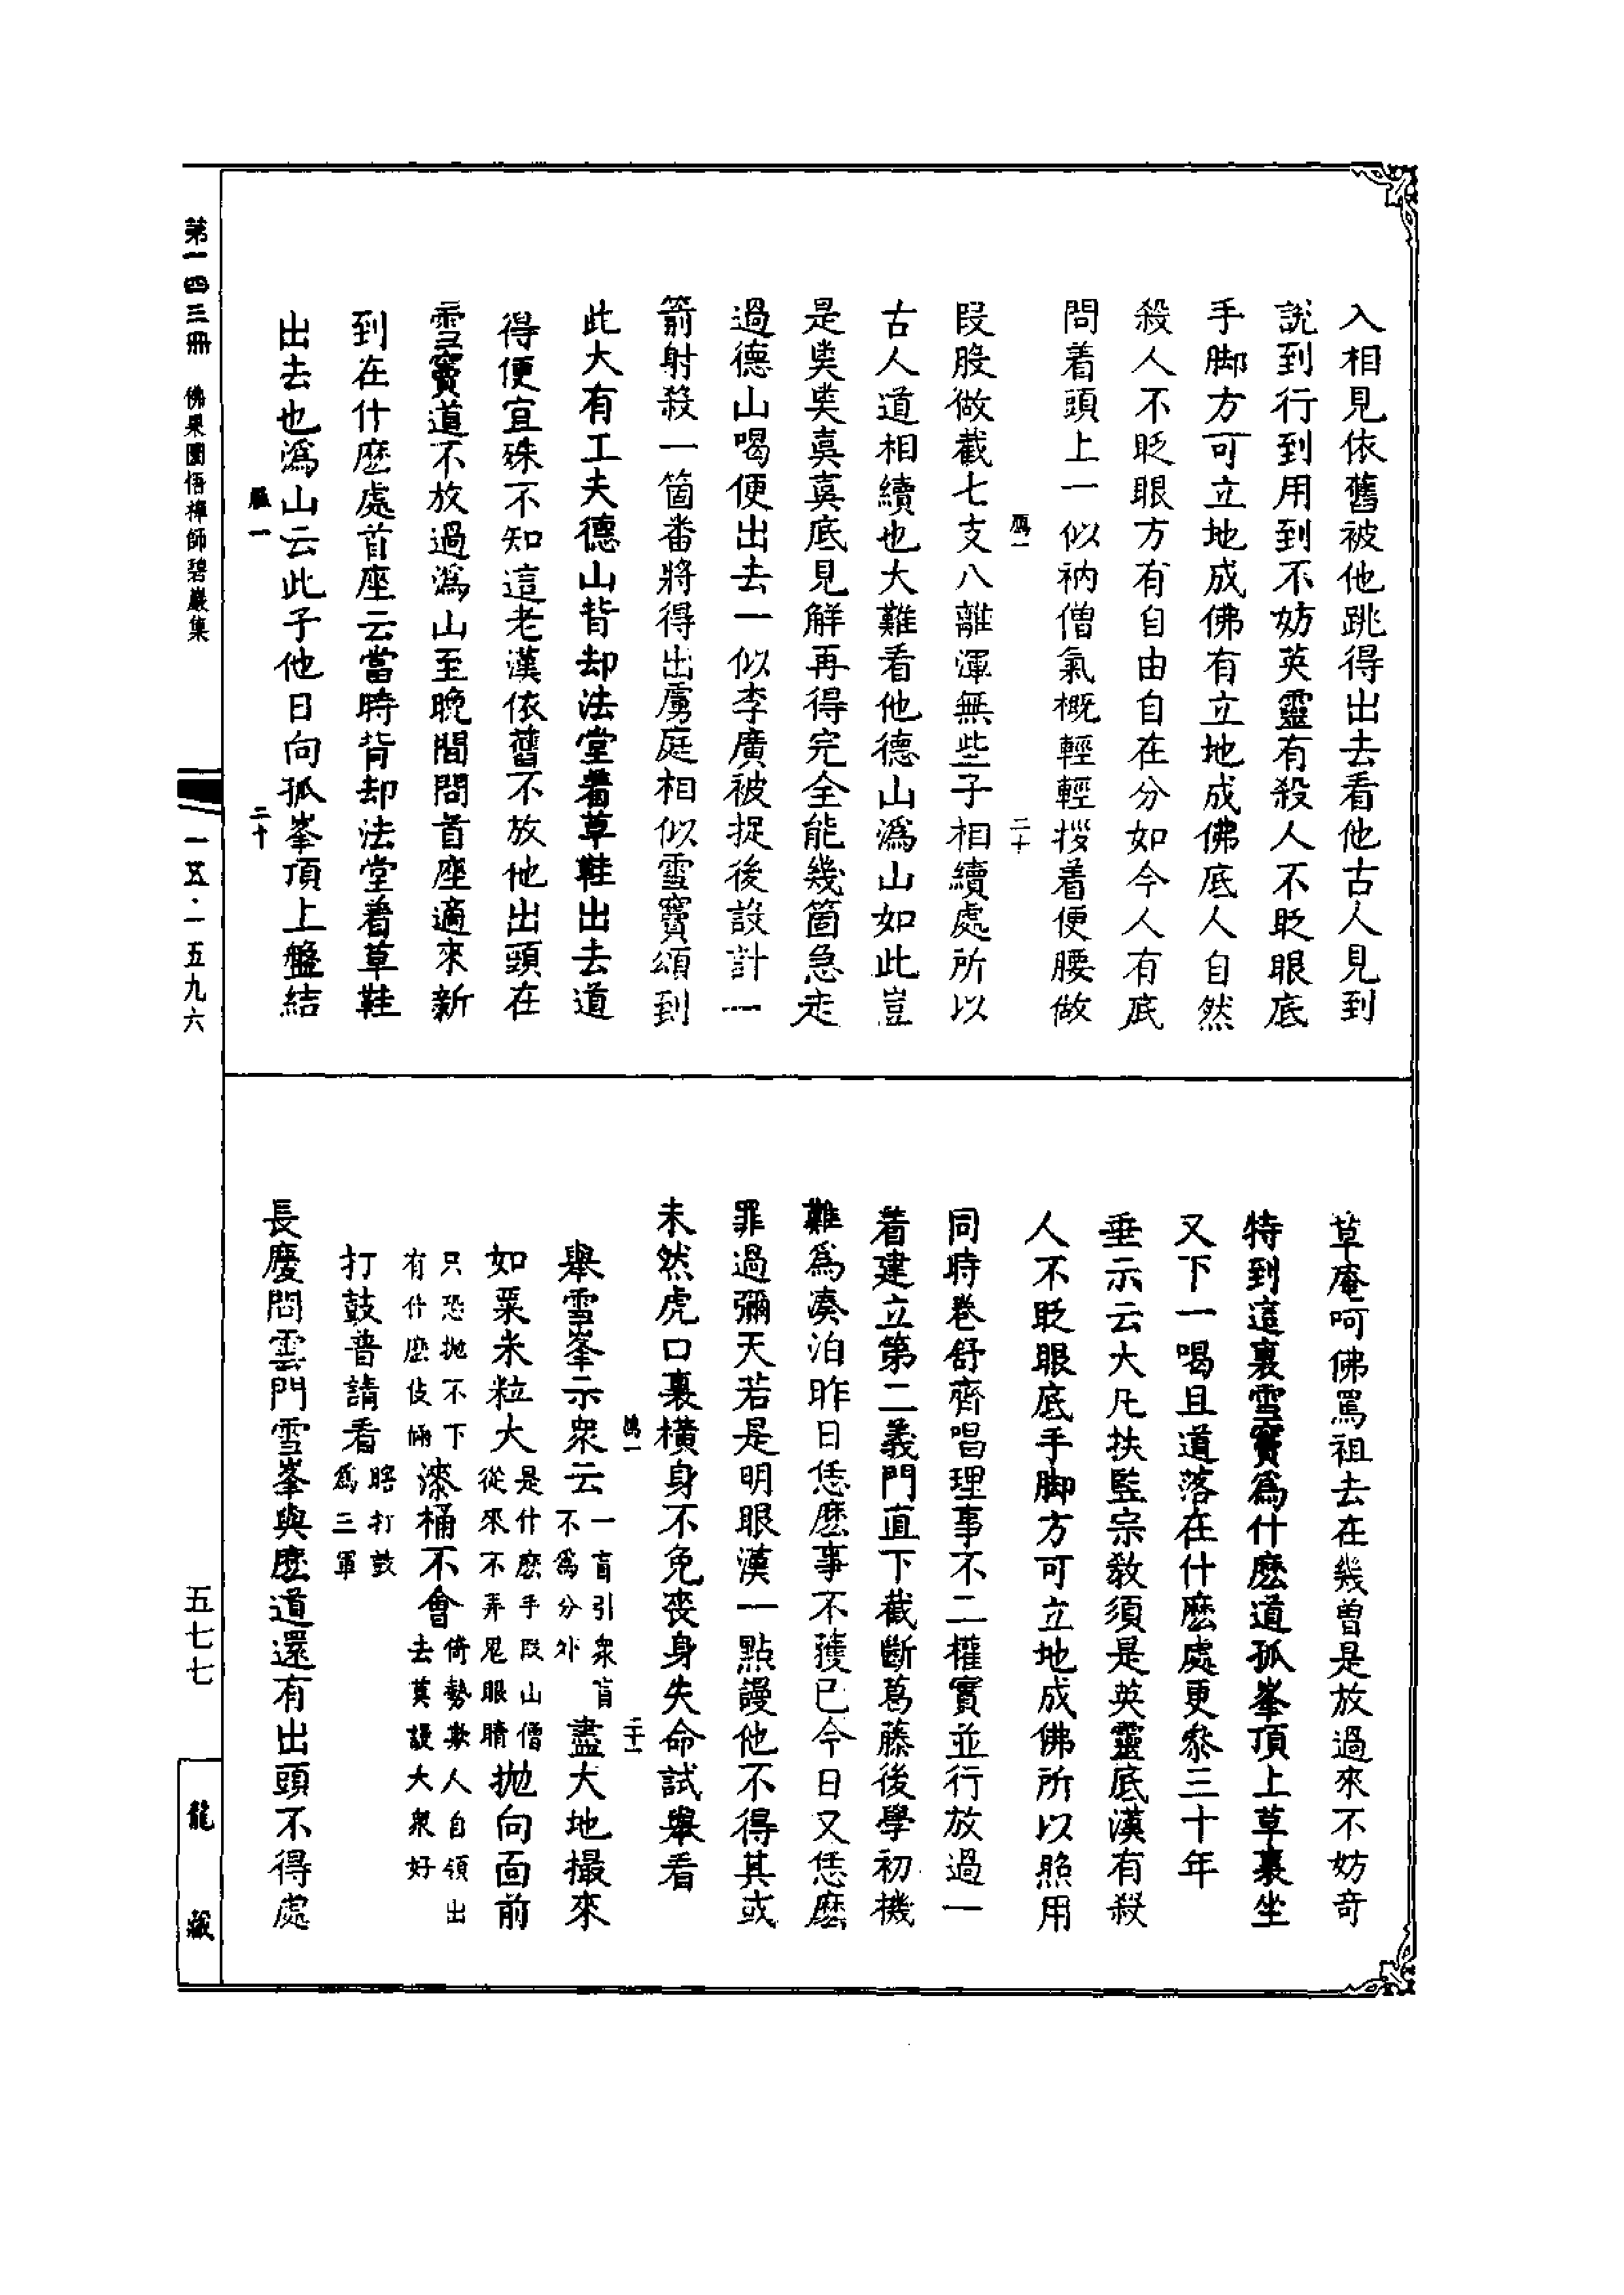 入相見依舊被他跳得出去看他古人見到
說到行到用到不妨英靈有殺人不眨眼底
手脚方可立地成佛有立地成佛底人自然
殺人不眨眼方有自由自在分如今人有底
問着頭上一似衲僧氣槪輕輕拶着便腰做
段股做截七支八離渾無些子相續處所以
古人道相續也大難看他德山潙山如此豈
是㚖㚖䒼䒼底見解再得完全能幾箇急走
過德山喝便出去一似李廣被捉後設計一
箭射殺一箇番將得出虜庭相似雪竇頌到
此大有工夫德山背却法堂着草鞋出去道
得便宜殊不知這老漢依舊不放他出頭在
雪竇道不放過潙山至晚間問首座適來新
到在什麽處首座云當時背却法堂着草鞋
出去也潙山云此子他日向孤峯頂上盤結
草庵呵佛罵祖去在幾曾是放過來不妨奇
特到這裏雪竇爲什麽道孤峯頂上草裏坐
又下一喝且道落在什麽處更叅三十年
垂示云大凡扶監宗敎須是英靈底漢有殺
人不眨眼底手脚方可立地成佛所以照用
同時卷舒齊唱理事不二權實並行放過一
着建立第二義門直下截斷葛藤後學初機
難爲湊泊昨日恁麽事不獲已今日又恁麽
罪過彌天若是明眼漢一點謾他不得其或
未然虎口裏橫身不免喪身失命試舉看
舉雪峯示衆云一盲引衆盲不爲分外盡大地撮來
如粟米粒大是什麽手段山僧從來不弄鬼眼睛抛向面前
只恐抛不下有什麽伎倆漆桶不會倚勢欺人自領出去莫謾大衆好
打鼓普請看瞎打鼓爲三軍
長慶問雲門雪峯與麽道還有出頭不得處
第一四三冊　佛果圜悟禪師碧巖集
一五·一五九六
五七七
龍藏